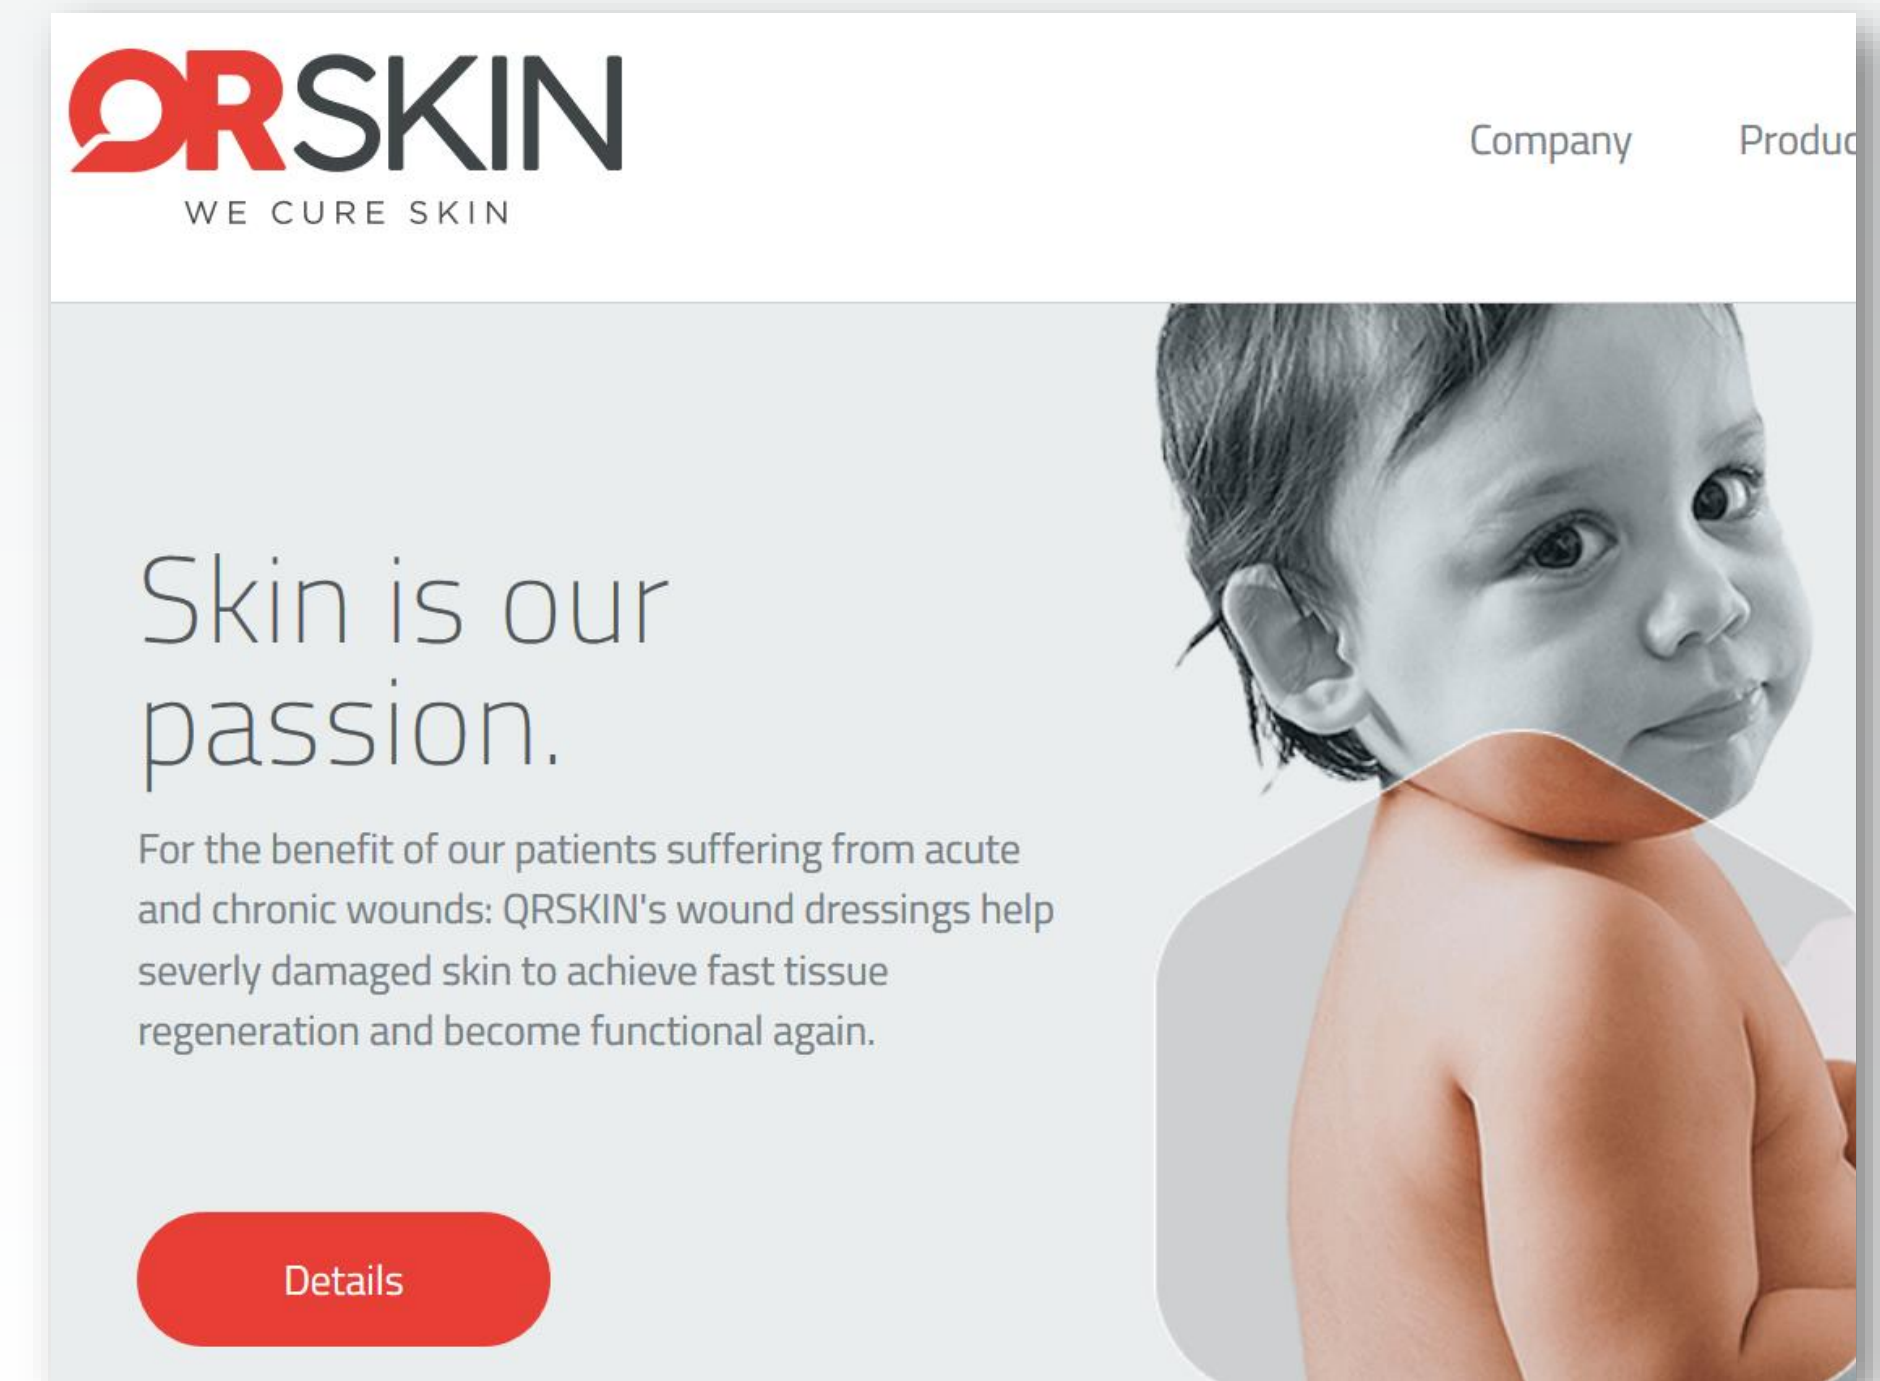 QRSKIN
WE CURE SKIN
Company Produc
Skin is our
passion.
For the benefit of our patients suffering from acute
and chronic wounds: QRSKIN's wound dressings help
severly damaged skin to achieve fast tissue
regeneration and become functional again.
Details